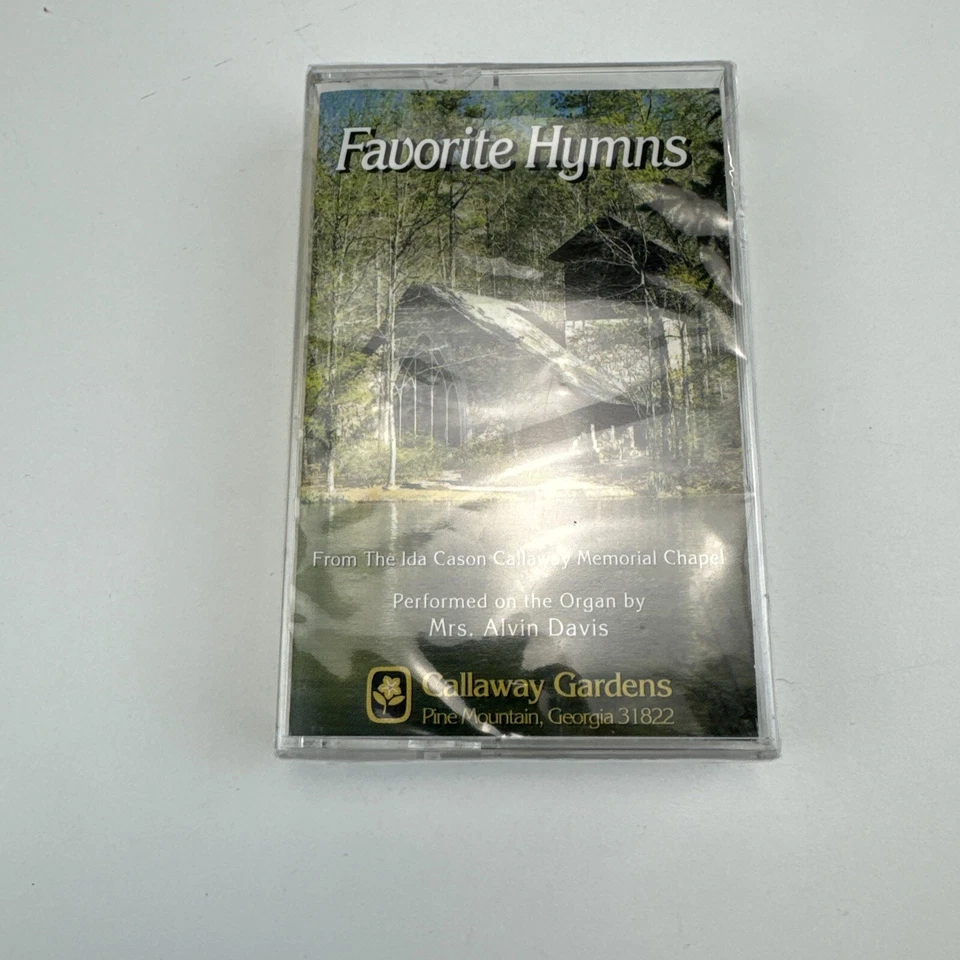 Favorite Hymns
From The Ida Cason Callaway Memorial Chapel
Performed on the Organ by
Mrs. Alvin Davis
Callaway Gardens
Pine Mountain, Georgia 31822